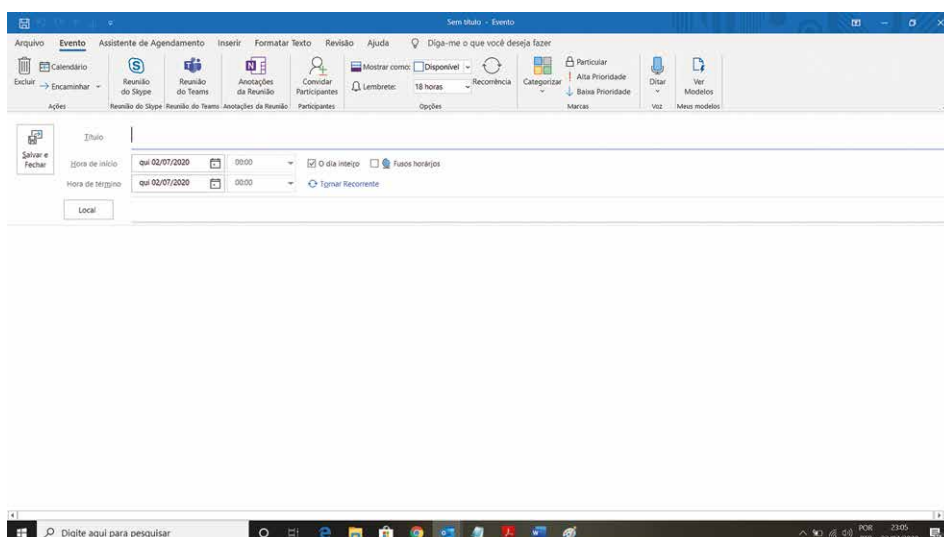 Sem título - Evento
Arquivo Evento Assistente de Agendamento Inserir Formatar Texto Revisão Ajuda Diga-me o que você deseja fazer
Excluir
Calendário
Encaminhar
Ações
Reunião do Skype
Reunião do Skype
Reunião do Teams
Reunião do Teams
Anotações da Reunião
Anotações da Reunião
Convidar Participantes
Participantes
Mostrar como: Disponível
Lembrete: 18 horas
Recorrência
Opções
Categorizar
Particular
Alta Prioridade
Baixa Prioridade
Marcas
Ditar
Voz
Ver Modelos
Meus modelos
Salvar e Fechar
Título
Hora de início qui 02/07/2020 00:00 O dia inteiro Fusos horários
Hora de término qui 02/07/2020 00:00 Tornar Recorrente
Local
Digite aqui para pesquisar
POR 23:05